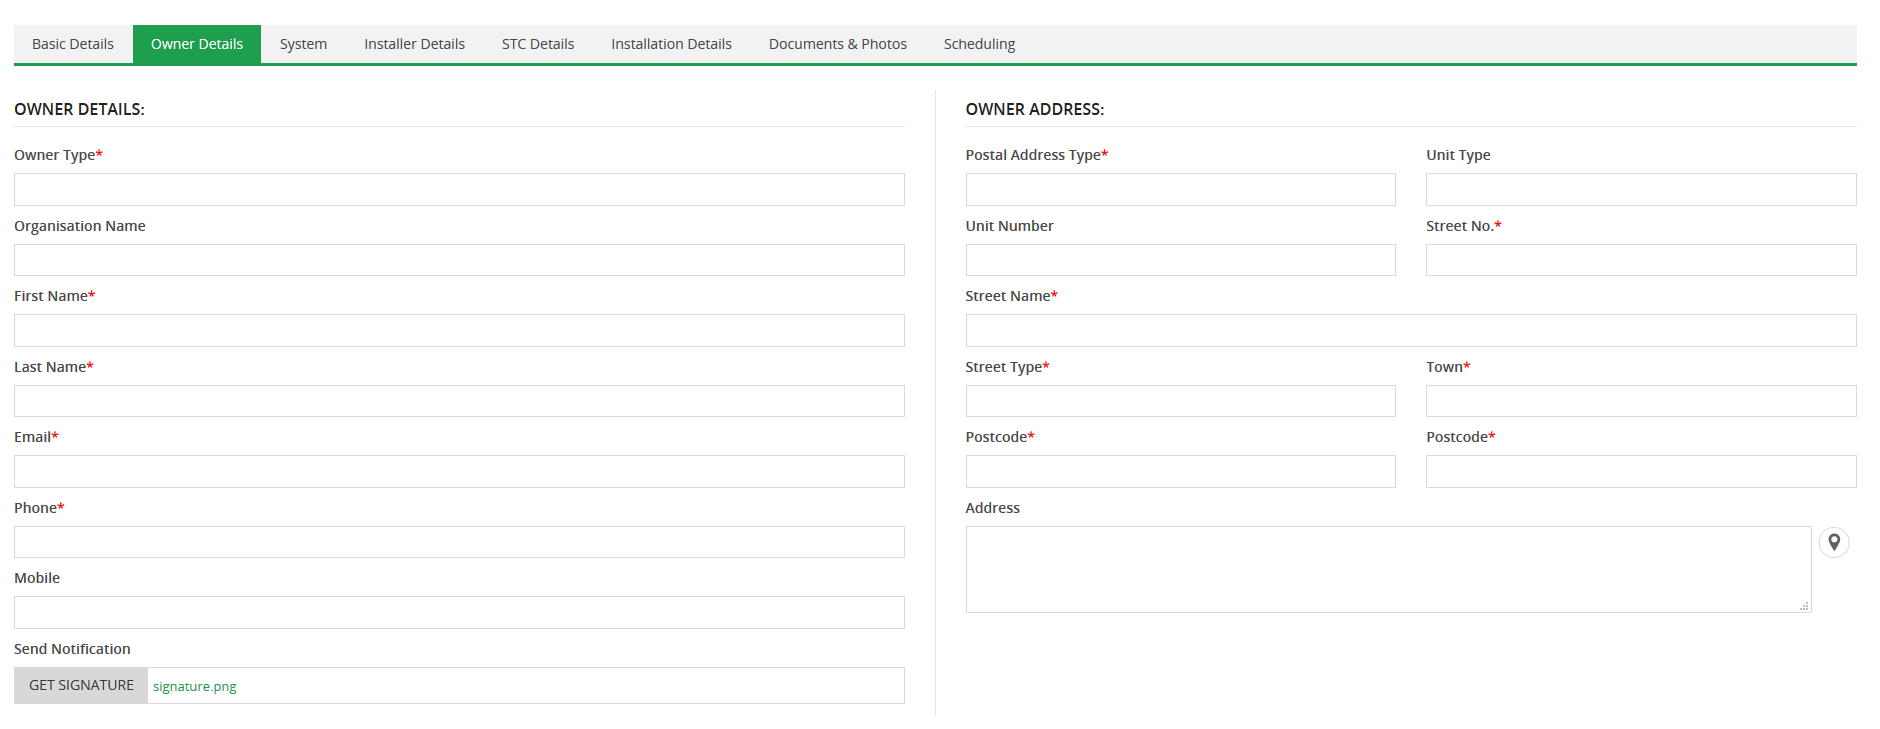 Basic Details
Owner Details
System
Installer Details
STC Details
Installation Details
Documents & Photos
Scheduling
OWNER DETAILS:
Owner Type*
Organisation Name
First Name*
Last Name*
Email*
Phone*
Mobile
Send Notification
GET SIGNATURE signature.png
OWNER ADDRESS:
Postal Address Type*
Unit Type
Unit Number
Street No.*
Street Name*
Street Type*
Town*
Postcode*
Postcode*
Address